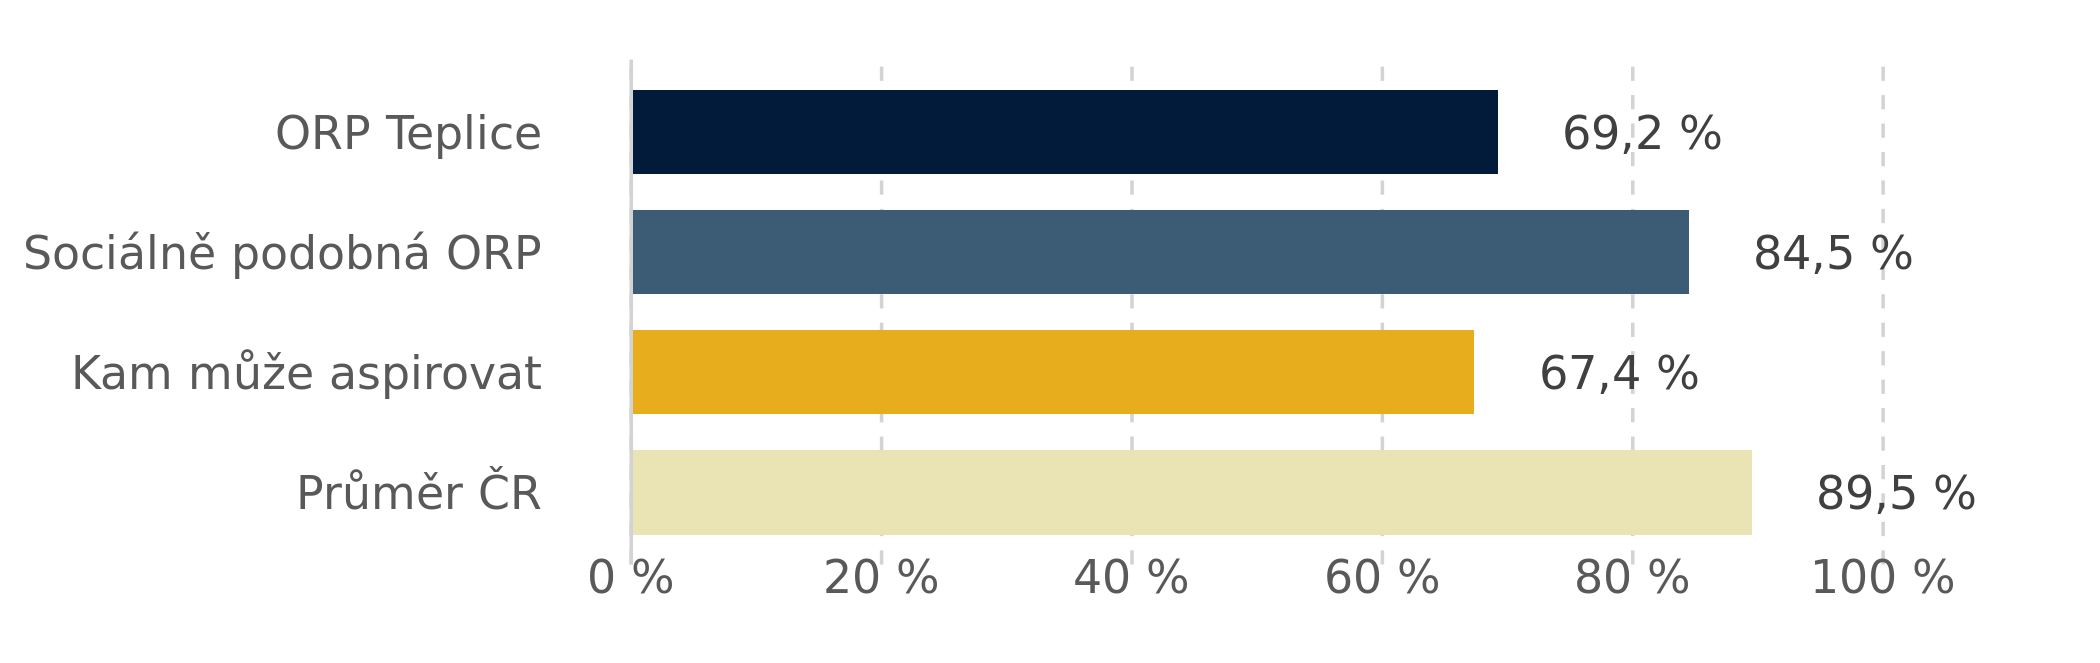 ORP Teplice 69,2 %
Sociálně podobná ORP 84,5 %
Kam může aspirovat 67,4 %
Průměr ČR 89,5 %
0 % 20 % 40 % 60 % 80 % 100 %